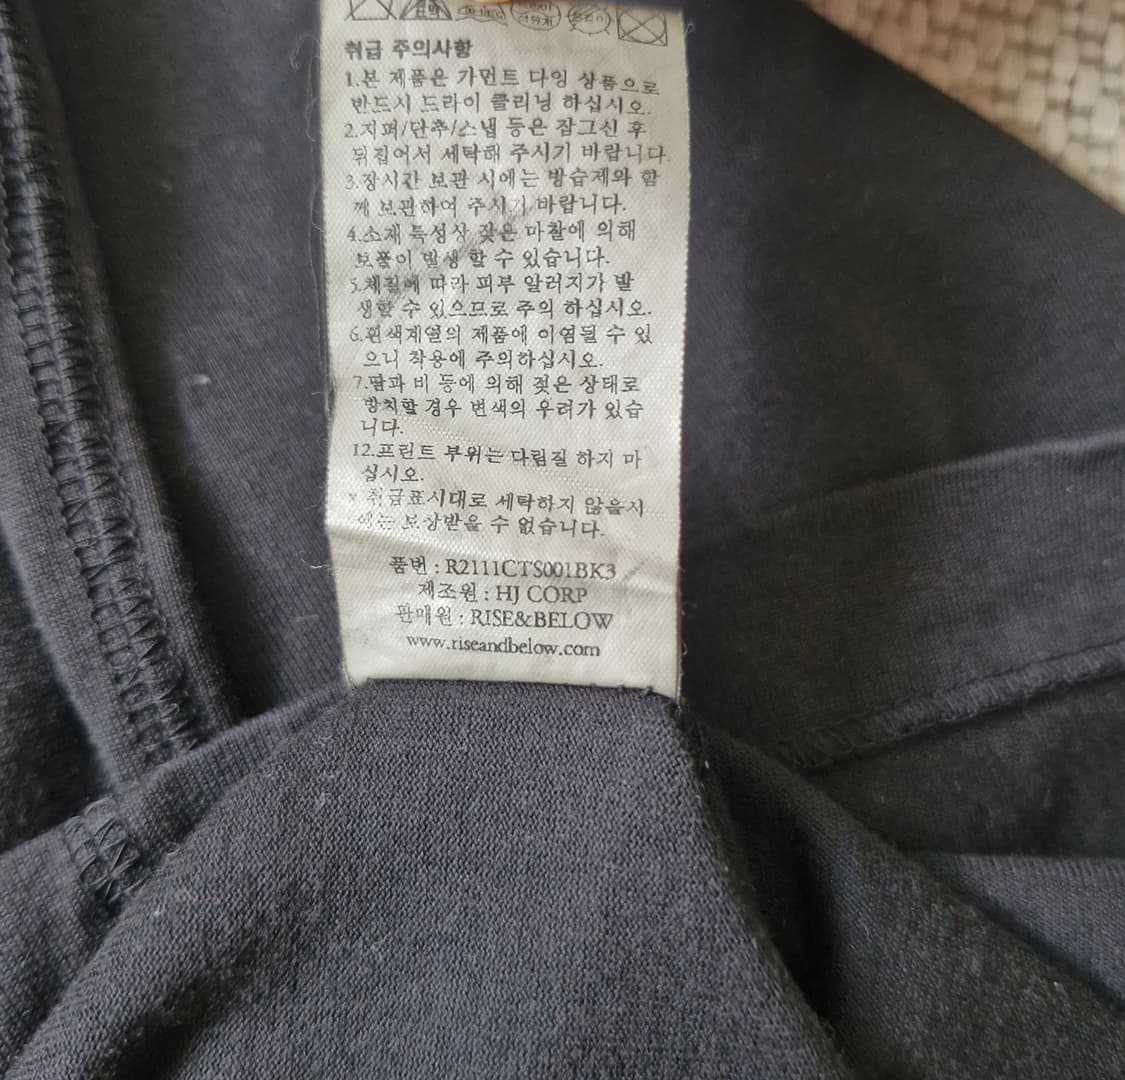 취급 주의사항
1.본 제품은 가먼트 다잉 상품으로
반드시 드라이 클리닝 하십시오.
2.지퍼/단추/스냅 등은 잠그신 후
뒤집어서 세탁해 주시기 바랍니다.
3.장시간 보관 시에는 방습제와 함
께 보관하여 주시기 바랍니다.
4.소재 특성상 잦은 마찰에 의해
보풀이 발생 할 수 있습니다.
5.체질에 따라 피부 알러지가 발
생할 수 있으므로 주의 하십시오.
6.흰색계열의 제품에 이염될 수 있
으니 착용에 주의하십시오.
7.땀과 비 등에 의해 젖은 상태로
방치할 경우 변색의 우려가 있습
니다.
12.프린트 부위는 다림질 하지 마
십시오.
* 취급표시대로 세탁하지 않을시
에는 보상받을 수 없습니다.
품번 : R2111CTS001BK3
제조원 : HJ CORP
판매원 : RISE&BELOW
www.riseandbelow.com